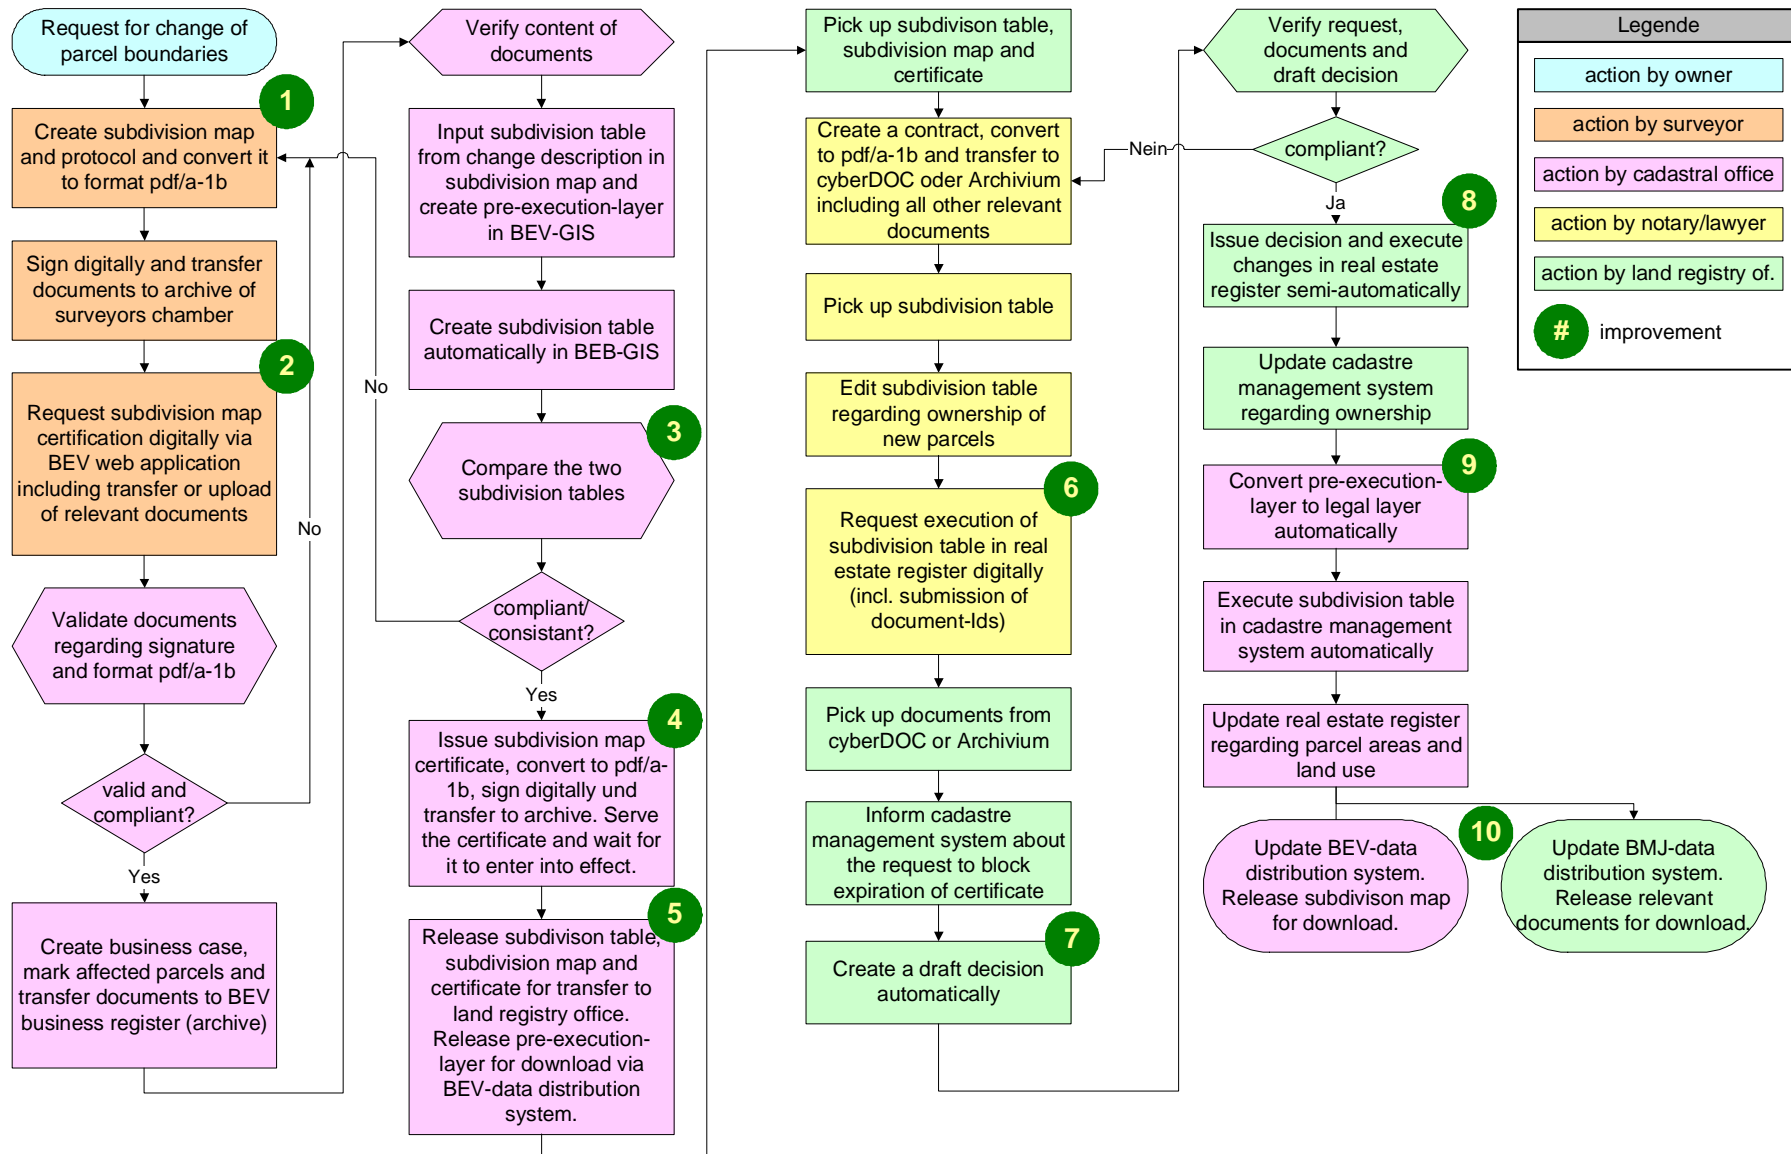 Request for change of
parcel boundaries
1
Create subdivision map
and protocol and convert it
to format pdf/a-1b
Sign digitally and transfer
documents to archive of
surveyors chamber
2
Request subdivision map
certification digitally via
BEV web application
including transfer or upload
of relevant documents
No
Validate documents
regarding signature
and format pdf/a-1b
valid and
compliant?
Yes
Create business case,
mark affected parcels and
transfer documents to BEV
business register (archive)
Verify content of
documents
Input subdivision table
from change description in
subdivision map and
create pre-execution-layer
in BEV-GIS
Create subdivision table
automatically in BEB-GIS
No
3
Compare the two
subdivision tables
compliant/
consistant?
Yes
4
Issue subdivision map
certificate, convert to pdf/a-
1b, sign digitally und
transfer to archive. Serve
the certificate and wait for
it to enter into effect.
5
Release subdivison table,
subdivision map and
certificate for transfer to
land registry office.
Release pre-execution-
layer for download via
BEV-data distribution
system.
Pick up subdivison table,
subdivision map and
certificate
Create a contract, convert
to pdf/a-1b and transfer to
cyberDOC oder Archivium
including all other relevant
documents
Pick up subdivision table
Edit subdivision table
regarding ownership of
new parcels
6
Request execution of
subdivision table in real
estate register digitally
(incl. submission of
document-Ids)
Pick up documents from
cyberDOC or Archivium
Inform cadastre
management system about
the request to block
expiration of certificate
7
Create a draft decision
automatically
Verify request,
documents and
draft decision
Nein
compliant?
Ja
8
Issue decision and execute
changes in real estate
register semi-automatically
Update cadastre
management system
regarding ownership
9
Convert pre-execution-
layer to legal layer
automatically
Execute subdivision table
in cadastre management
system automatically
Update real estate register
regarding parcel areas and
land use
10
Update BEV-data
distribution system.
Release subdivison map
for download.
Update BMJ-data
distribution system.
Release relevant
documents for download.
Legende
action by owner
action by surveyor
action by cadastral office
action by notary/lawyer
action by land registry of.
#
improvement